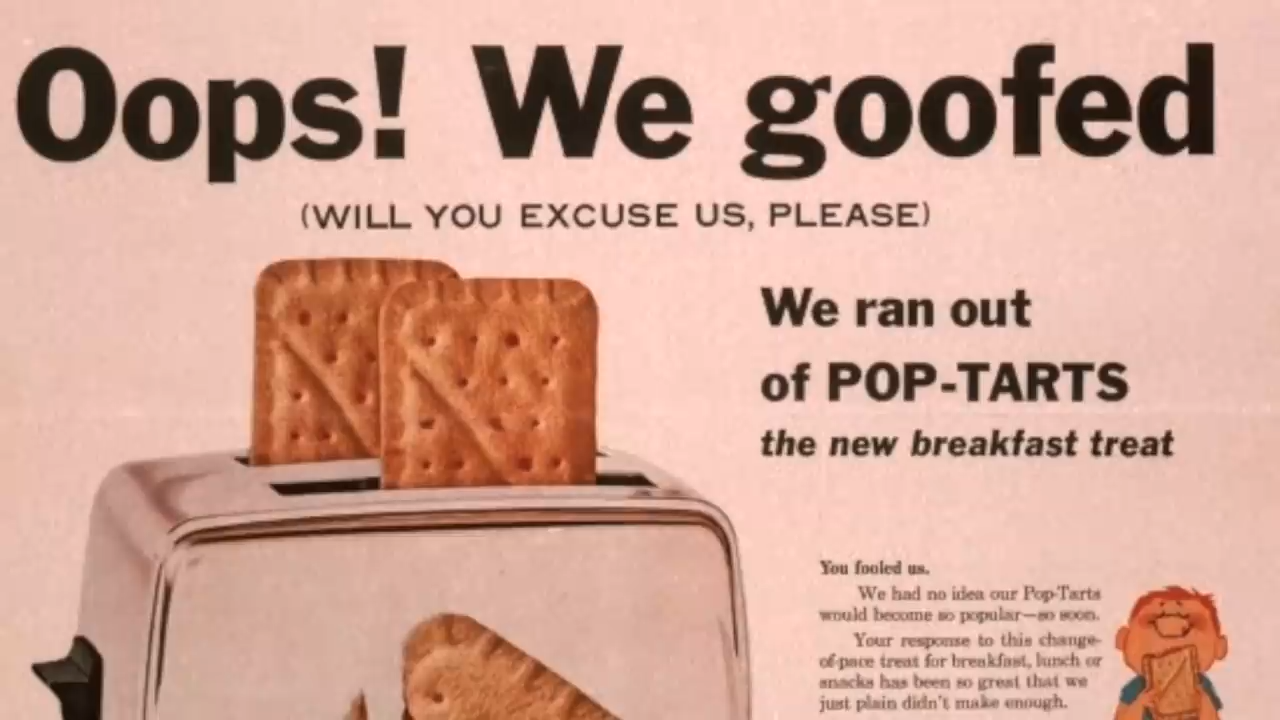 Oops! We goofed
(WILL YOU EXCUSE US, PLEASE)
We ran out
of POP-TARTS
the new breakfast treat
You fooled us.
We had no idea our Pop-Tarts
would become so popular—so soon.
Your response to this change-
of-pace treat for breakfast, lunch or
snacks has been so great that we
just plain didn't make enough.